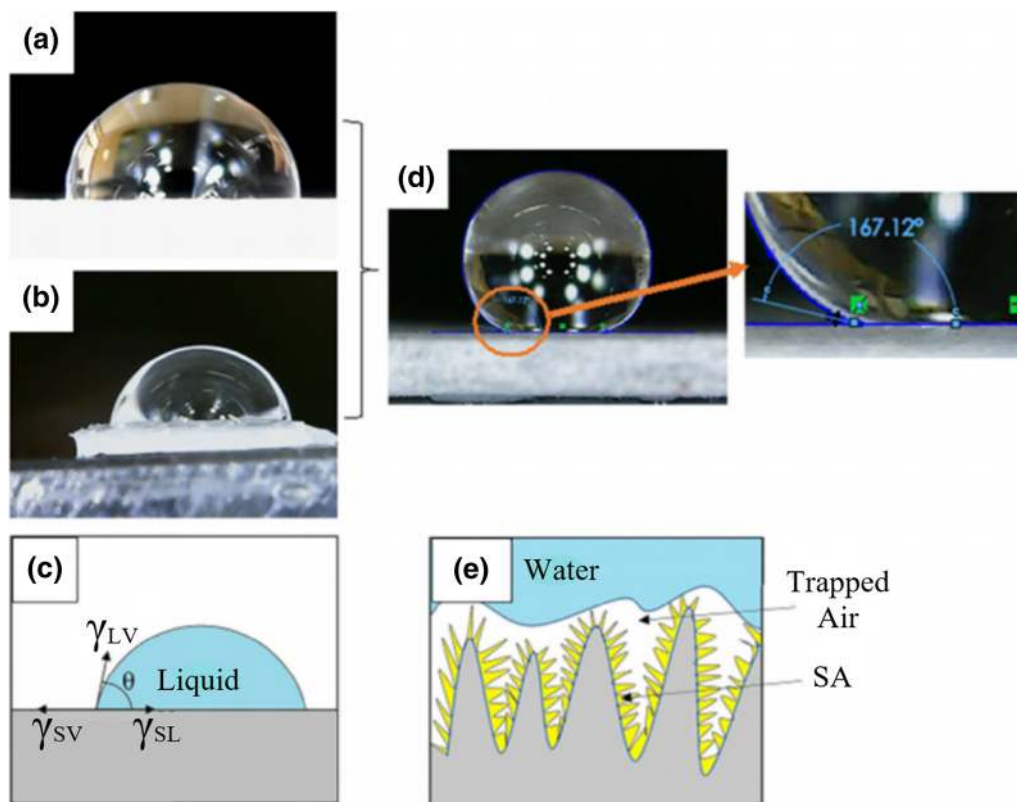 (a)
(b)
(d)
167.12°
(c)
γLV
θ
Liquid
γSV
γSL
(e)
Water
Trapped
Air
SA